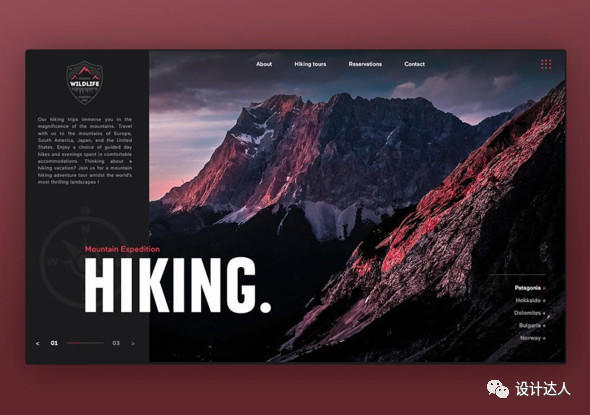 WILDLIFE
About
Hiking tours
Reservations
Contact
Our hiking trips immerse you in the
magnificence of the mountains. Travel
with us to the mountains of Europe,
South America, Japan, and the United
States. Enjoy a choice of guided day
hikes and evenings spent in comfortable
accommodations. Thinking about a
hiking vacation? Join us for a mountain
hiking adventure tour amidst the world's
most thrilling landscapes !
N
W
Mountain Expedition
HIKING.
Patagonia
Hokkaido
Dolomites
Bulgaria
Norway
< 01 03 >
设计达人